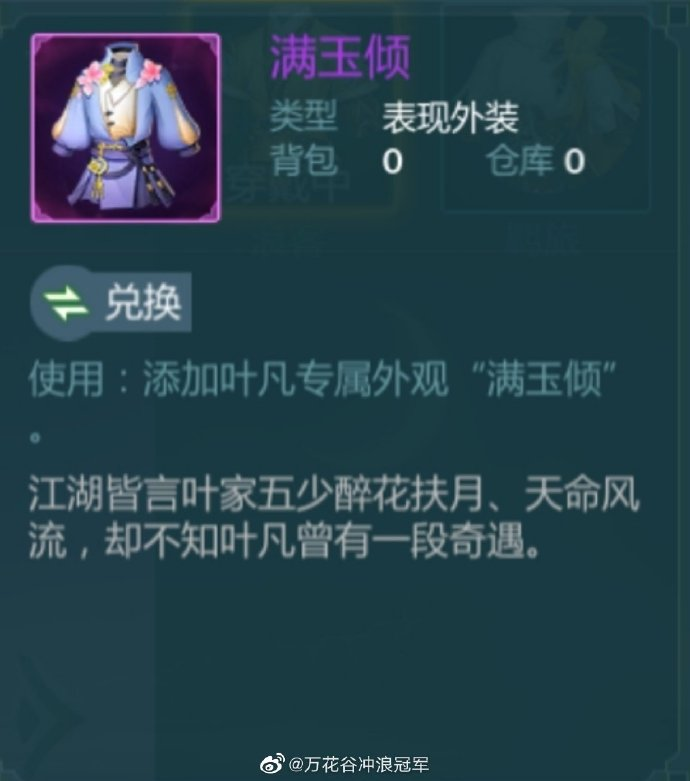 满玉倾
类型 表现外装
背包 0 仓库 0
穿戴中
兑换
使用：添加叶凡专属外观“满玉倾”
。
江湖皆言叶家五少醉花扶月、天命风
流，却不知叶凡曾有一段奇遇。
@万花谷冲浪冠军